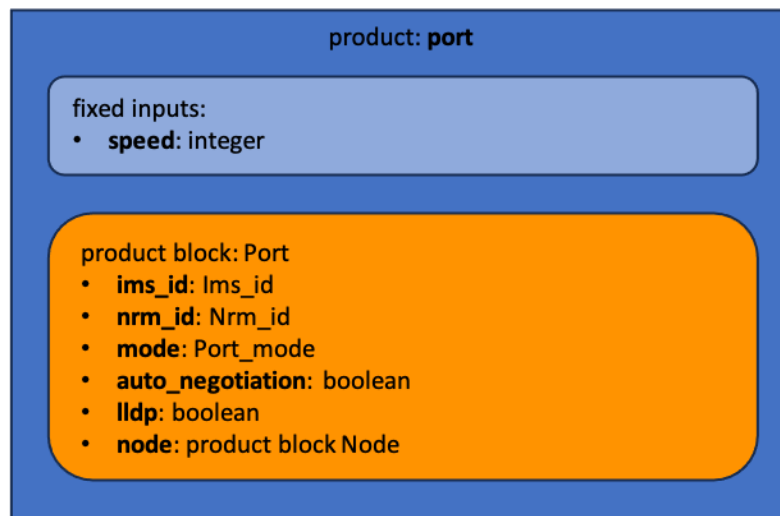 product: port
fixed inputs:
• speed: integer
product block: Port
• ims_id: Ims_id
• nrm_id: Nrm_id
• mode: Port_mode
• auto_negotiation: boolean
• lldp: boolean
• node: product block Node